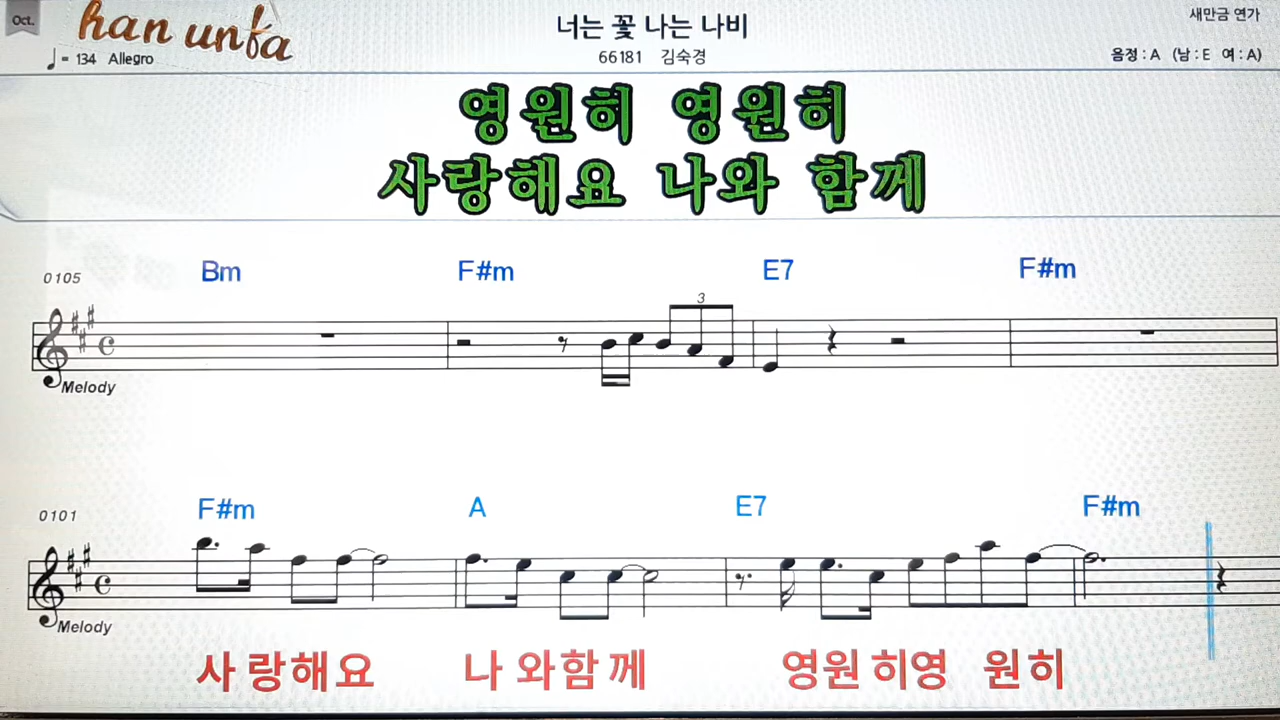 Oct.
han unfa
너는 꽃 나는 나비
새만금 연가
♩= 134 Allegro
66181 김숙경
음정 : A (남 : E 여 : A)
영원히 영원히
사랑해요 나와 함께
0105
Bm F#m E7 F#m
3
Melody
0101
F#m A E7 F#m
Melody
사 랑해요 나 와함 께 영원 히영 원히